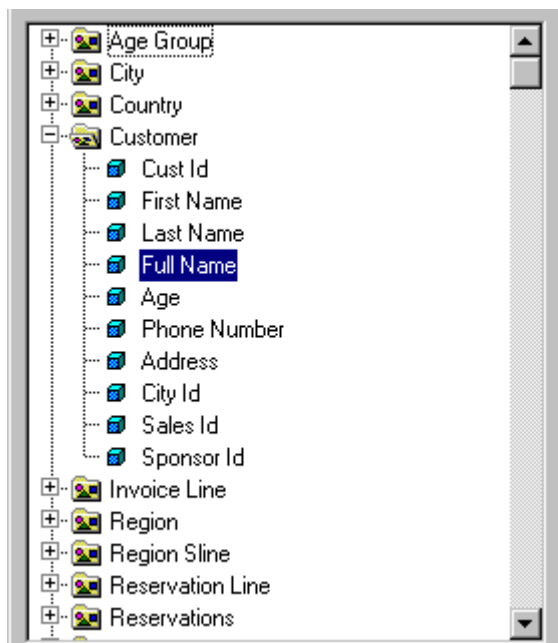 Age Group
City
Country
Customer
Cust Id
First Name
Last Name
Full Name
Age
Phone Number
Address
City Id
Sales Id
Sponsor Id
Invoice Line
Region
Region Sline
Reservation Line
Reservations